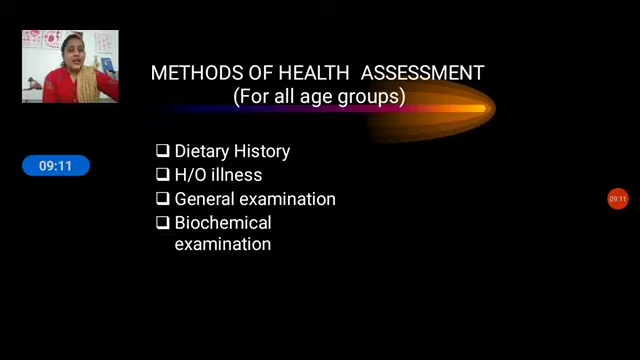 METHODS OF HEALTH ASSESSMENT
(For all age groups)
❑ Dietary History
09:11
❑ H/O illness
❑ General examination
09:11
❑ Biochemical
examination